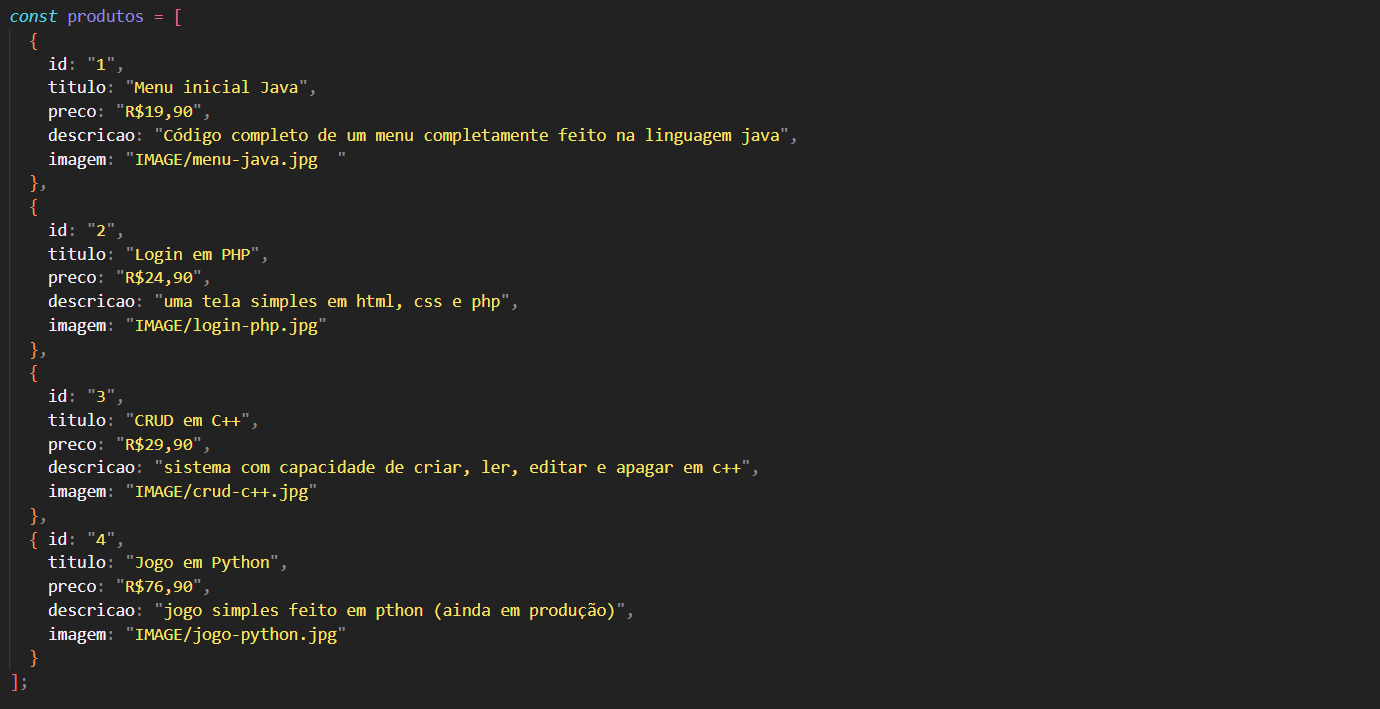 const produtos = [
  {
    id: "1",
    titulo: "Menu inicial Java",
    preco: "R$19,90",
    descricao: "Código completo de um menu completamente feito na linguagem java",
    imagem: "IMAGE/menu-java.jpg  "
  },
  {
    id: "2",
    titulo: "Login em PHP",
    preco: "R$24,90",
    descricao: "uma tela simples em html, css e php",
    imagem: "IMAGE/login-php.jpg"
  },
  {
    id: "3",
    titulo: "CRUD em C++",
    preco: "R$29,90",
    descricao: "sistema com capacidade de criar, ler, editar e apagar em c++",
    imagem: "IMAGE/crud-c++.jpg"
  },
  { id: "4",
    titulo: "Jogo em Python",
    preco: "R$76,90",
    descricao: "jogo simples feito em pthon (ainda em produção)",
    imagem: "IMAGE/jogo-python.jpg"
  }
];